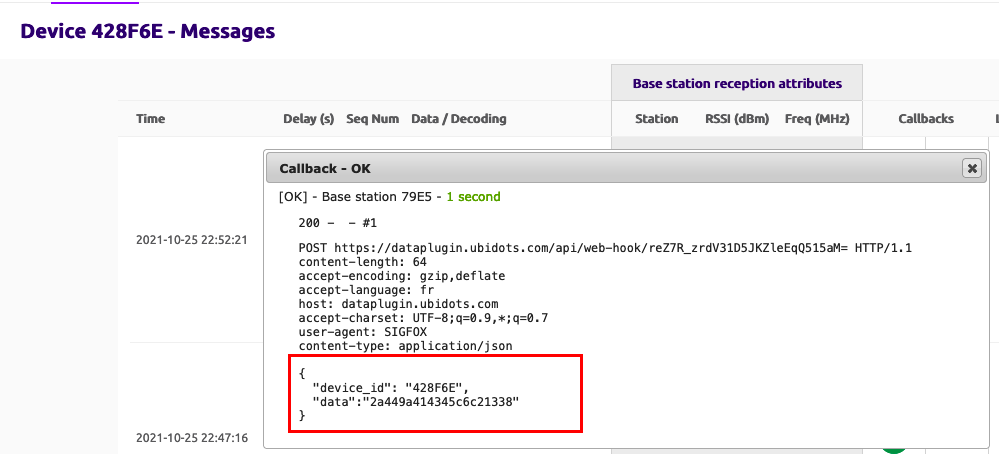 Device 428F6E - Messages
Base station reception attributes
Time Delay (s) Seq Num Data / Decoding Station RSSI (dBm) Freq (MHz) Callbacks
Callback - OK
[OK] - Base station 79E5 - 1 second
200 - - #1
2021-10-25 22:52:21
POST https://dataplugin.ubidots.com/api/web-hook/reZ7R_zrdV31D5JKZleEqQ515aM= HTTP/1.1
content-length: 64
accept-encoding: gzip,deflate
accept-language: fr
host: dataplugin.ubidots.com
accept-charset: UTF-8;q=0.9,*;q=0.7
user-agent: SIGFOX
content-type: application/json
{
"device_id": "428F6E",
"data":"2a449a414345c6c21338"
}
2021-10-25 22:47:16